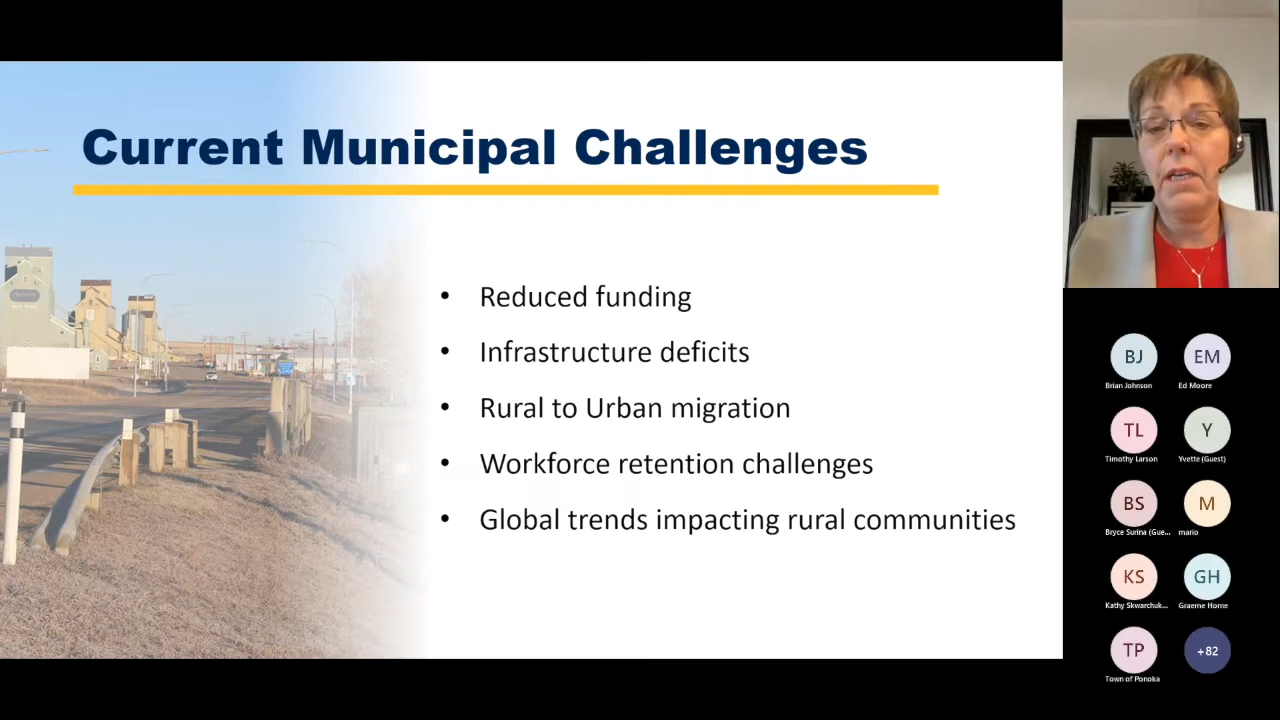 Current Municipal Challenges
• Reduced funding
• Infrastructure deficits
• Rural to Urban migration
• Workforce retention challenges
• Global trends impacting rural communities
BJ
EM
Brian Johnson
Ed Moore
TL
Y
Timothy Larson
Yvette (Guest)
BS
M
Bryce Surina (Gue...
mario
KS
GH
Kathy Skwarchuk...
Graeme Horne
TP
+82
Town of Ponoka